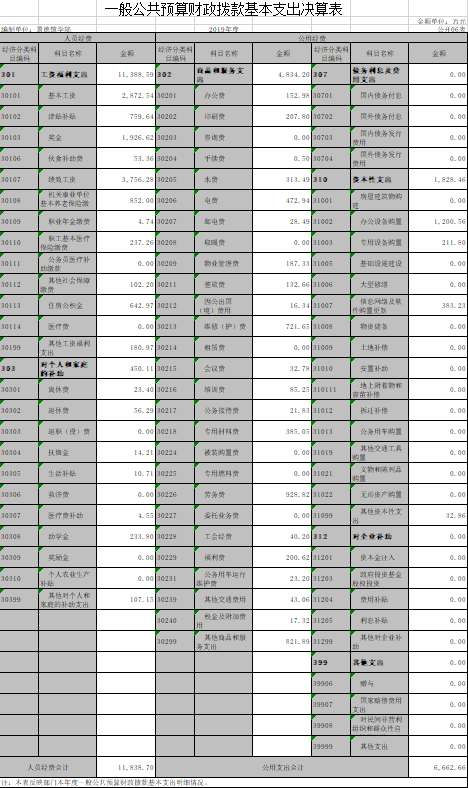 一般公共预算财政拨款基本支出决算表
金额单位：万元
编制单位：景德镇学院 2019年度 公开06表
人员经费 公用经费
经济分类科目编码 科目名称 金额 经济分类科目编码 科目名称 金额 经济分类科目编码 科目名称 金额
301 工资福利支出 11,388.59 302 商品和服务支出 4,834.20 307 债务利息及费用支出 0.00
30101 基本工资 2,872.54 30201 办公费 152.98 30701 国内债务付息 0.00
30102 津贴补贴 759.64 30202 印刷费 207.80 30702 国外债务付息 0.00
30103 奖金 1,926.62 30203 咨询费 0.00 30703 国内债务发行费用 0.00
30106 伙食补助费 53.36 30204 手续费 0.50 30704 国外债务发行费用 0.00
30107 绩效工资 3,756.28 30205 水费 313.49 310 资本性支出 1,828.46
30108 机关事业单位基本养老保险缴 852.00 30206 电费 472.94 31001 房屋建筑物购建 0.00
30109 职业年金缴费 4.74 30207 邮电费 28.49 31002 办公设备购置 1,200.56
30110 职工基本医疗保险缴费 237.26 30208 取暖费 0.00 31003 专用设备购置 211.80
30111 公务员医疗补助缴款 0.00 30209 物业管理费 187.33 31005 基础设施建设 0.00
30112 其他社会保障缴费 102.20 30211 差旅费 132.66 31006 大型修缮 0.00
30113 住房公积金 642.97 30212 因公出国（境）费用 16.34 31007 信息网络及软件购置更新 383.23
30114 医疗费 0.00 30213 维修（护）费 721.65 31008 物资储备 0.00
30199 其他工资福利支出 180.97 30214 租赁费 0.00 31009 土地补偿 0.00
303 对个人和家庭的补助 450.11 30215 会议费 32.78 31010 安置补助 0.00
30301 离休费 23.40 30216 培训费 85.25 310111 地上附着物和青苗补偿 0.00
30302 退休费 56.29 30217 公务接待费 21.83 31012 拆迁补偿 0.00
30303 退职（役）费 0.00 30218 专用材料费 385.05 31013 公务用车购置 0.00
30304 抚恤金 14.21 30224 被装购置费 0.00 31019 其他交通工具购置 0.00
30305 生活补贴 10.71 30225 专用燃料费 0.00 31021 文物和陈列品购置 0.00
30306 救济费 0.00 30226 劳务费 928.82 31022 无形资产购置 0.00
30307 医疗费补助 4.55 30227 委托业务费 0.00 31099 其他资本性支出 32.86
30308 助学金 233.80 30228 工会经费 40.20 312 对企业补助 0.00
30309 奖励金 0.00 30229 福利费 200.62 31201 资本金注入 0.00
30310 个人农业生产补贴 0.00 30231 公务用车运行维护费 23.20 31203 政府投资基金股权投资 0.00
30399 其他对个人和家庭的补助支出 107.15 30239 其他交通费用 43.06 31204 费用补贴 0.00
30240 税金及附加费用 17.32 31205 利息补贴 0.00
30299 其他商品和服务支出 821.89 31299 其他对企业补助 0.00
399 其他支出 0.00
39906 赠与 0.00
39907 国家赔偿费用支出 0.00
39908 对民间非营利组织和群众性自 0.00
39999 其他支出 0.00
人员经费合计 11,838.70 公用支出合计 6,662.66
注：本表反映部门本年度一般公共预算财政拨款基本支出明细情况。